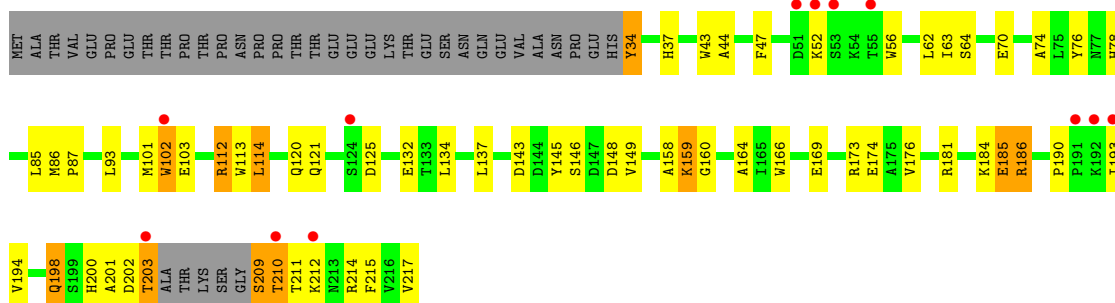 MET ALA THR VAL GLU PRO GLU THR THR PRO THR PRO ASN PRO PRO THR THR GLU GLU GLU LYS THR GLU SER ASN GLN GLU VAL ALA ASN PRO GLU HIS Y34 H37 W43 A44 F47 D51 K52 S53 K54 T55 W56 L62 I63 S64 E70 A74 L75 Y76 N77 H78
L85 M86 P87 L93 M101 W102 E103 R112 W113 L114 Q120 Q121 S124 D125 E132 T133 L134 L137 D143 D144 Y145 S146 D147 D148 V149 A158 K159 G160 A164 I165 W166 E169 R173 E174 A175 V176 R181 K184 E185 R186 P190 P191 K192 I193
V194 Q198 S199 H200 A201 D202 T203 ALA THR LYS SER GLY S209 T210 T211 K212 N213 R214 F215 V216 V217